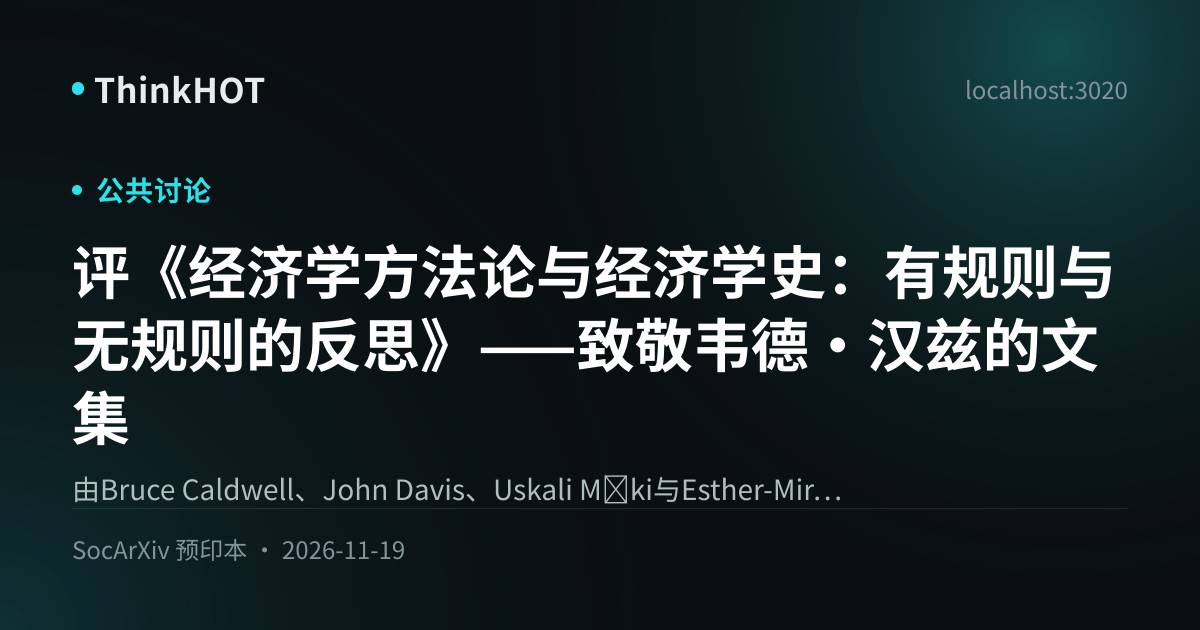 ThinkHOT
localhost:3020
公共讨论
评《经济学方法论与经济学史：有规则与
无规则的反思》——致敬韦德·汉兹的文
集
由Bruce Caldwell、John Davis、Uskali M☒ki与Esther-Mir…
SocArXiv 预印本 · 2026-11-19